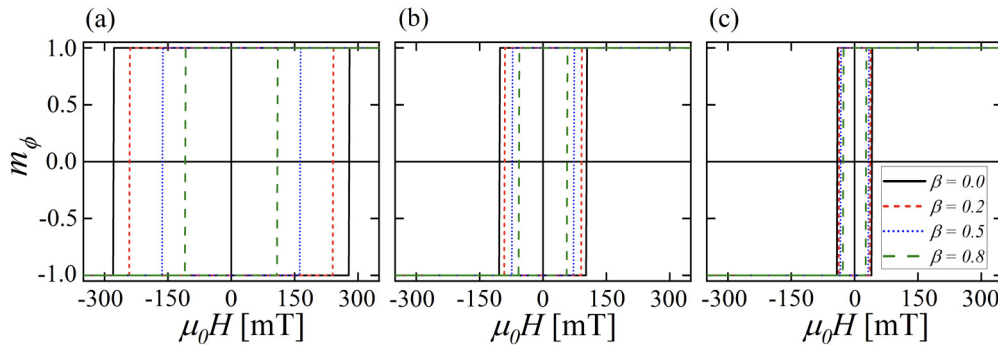 (a) (b) (c)
1.0
0.5
0.0
-0.5
-1.0
m_ϕ
-300 -150 0 150 300 -300 -150 0 150 300 -300 -150 0 150 300
μ₀H [mT] μ₀H [mT] μ₀H [mT]
β = 0.0
β = 0.2
β = 0.5
β = 0.8